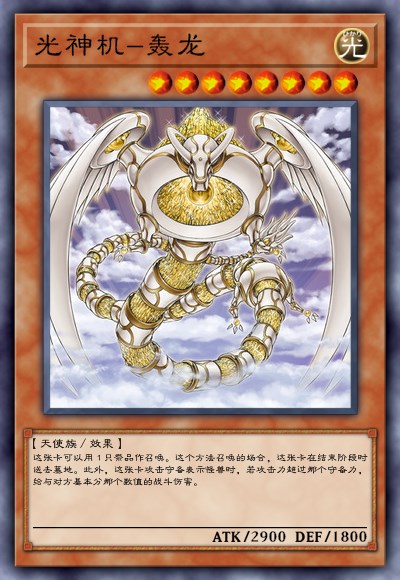 光神机-轰龙
光
ひかり
【天使族／效果】
这张卡可以用1只祭品作召唤。这个方法召唤的场合，这张卡在结束阶段时
送去墓地。此外，这张卡攻击守备表示怪兽时，若攻击力超过那个守备力，
给与对方基本分那个数值的战斗伤害。
ATK/2900 DEF/1800